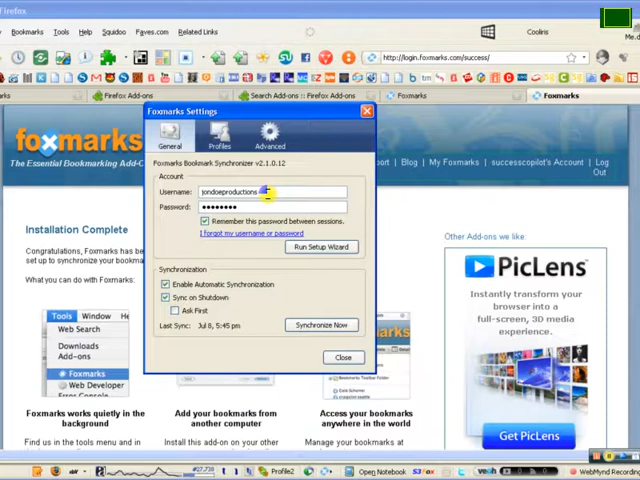 Firefox
Bookmarks Tools Help Squidoo Faves.com Related Links
Cooliris
http://login.foxmarks.com/success/
Firefox Add-ons
Search Add-ons :: Firefox Add-ons
Foxmarks
Foxmarks
foxmarks
The Essential Bookmarking Add-O
Blog | My Foxmarks | successcopilot's Account | Log Out
Foxmarks Settings
General Profiles Advanced
Foxmarks Bookmark Synchronizer v2.1.0.12
Account
Username: jondoeproductions
Password: ●●●●●●●●
Remember this password between sessions.
I forgot my username or password
Run Setup Wizard
Synchronization
Enable Automatic Synchronization
Sync on Shutdown
Ask First
Last Sync: Jul 8, 5:45 pm
Synchronize Now
Close
Installation Complete
Congratulations, Foxmarks has
set up to synchronize your book
What you can do with Foxmarks:
Tools Window He
Web Search
Downloads
Add-ons
Foxmarks
Web Developer
Error Console
Foxmarks works quietly in the
background
Find us in the tools menu and in
Add your bookmarks from
another computer
Install this add-on on your other
Access your bookmarks
anywhere in the world
Manage your bookmarks at
Other Add-ons we like:
PicLens
Instantly transform your
browser into a
full-screen, 3D media
experience.
Get PicLens
$27,730
Profile2
Open Notebook
S3Fox
veoh
WebMynd Recording